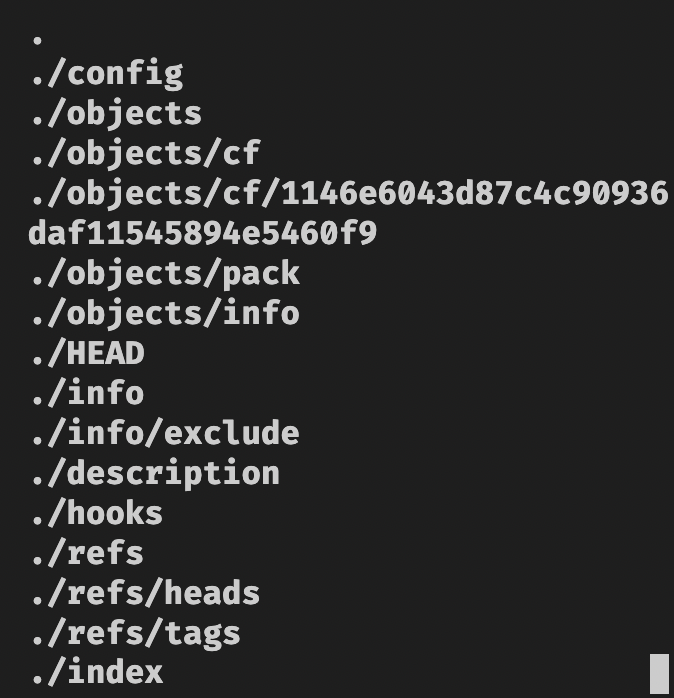 .
./config
./objects
./objects/cf
./objects/cf/1146e6043d87c4c90936
daf11545894e5460f9
./objects/pack
./objects/info
./HEAD
./info
./info/exclude
./description
./hooks
./refs
./refs/heads
./refs/tags
./index